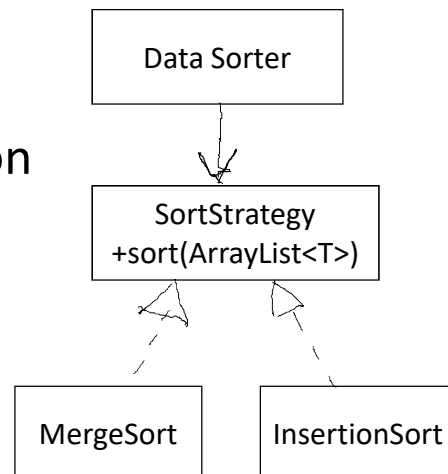 Data Sorter
on
SortStrategy
+sort(ArrayList<T>)
MergeSort
InsertionSort